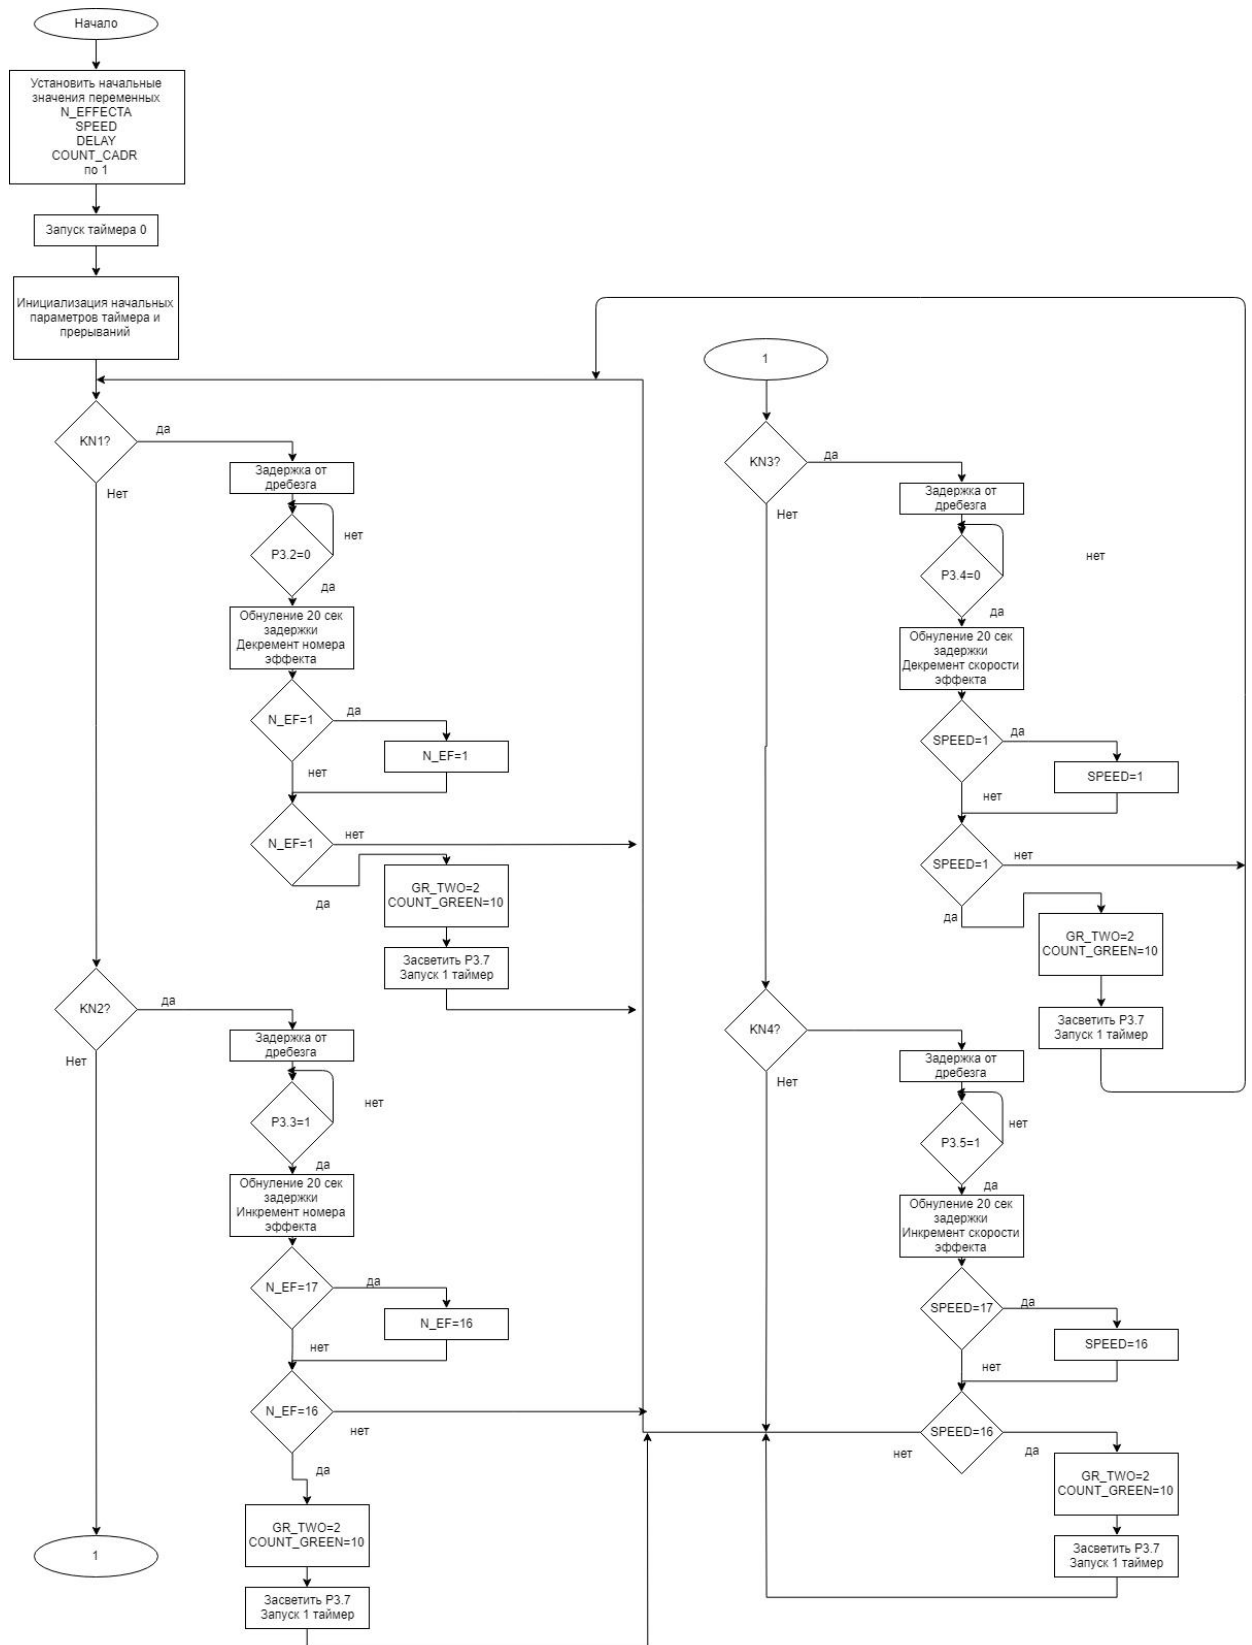 Начало
Установить начальные
значения переменных
N_EFFECTA
SPEED
DELAY
COUNT_CADR
по 1
Запуск таймера 0
Инициализация начальных
параметров таймера и
прерываний
KN1?
да
Нет
Задержка от
дребезга
P3.2=0
нет
да
Обнуление 20 сек
задержки
Декремент номера
эффекта
N_EF=1
да
N_EF=1
нет
N_EF=1
нет
да
GR_TWO=2
COUNT_GREEN=10
Засветить P3.7
Запуск 1 таймер
KN2?
да
Нет
Задержка от
дребезга
P3.3=1
нет
да
Обнуление 20 сек
задержки
Инкремент номера
эффекта
N_EF=17
да
N_EF=16
нет
N_EF=16
нет
да
GR_TWO=2
COUNT_GREEN=10
Засветить P3.7
Запуск 1 таймер
1
1
KN3?
да
Нет
Задержка от
дребезга
P3.4=0
нет
да
Обнуление 20 сек
задержки
Декремент скорости
эффекта
SPEED=1
да
SPEED=1
нет
SPEED=1
нет
да
GR_TWO=2
COUNT_GREEN=10
Засветить P3.7
Запуск 1 таймер
KN4?
Нет
Задержка от
дребезга
P3.5=1
нет
да
Обнуление 20 сек
задержки
Инкремент скорости
эффекта
SPEED=17
да
SPEED=16
нет
SPEED=16
нет
да
GR_TWO=2
COUNT_GREEN=10
Засветить P3.7
Запуск 1 таймер